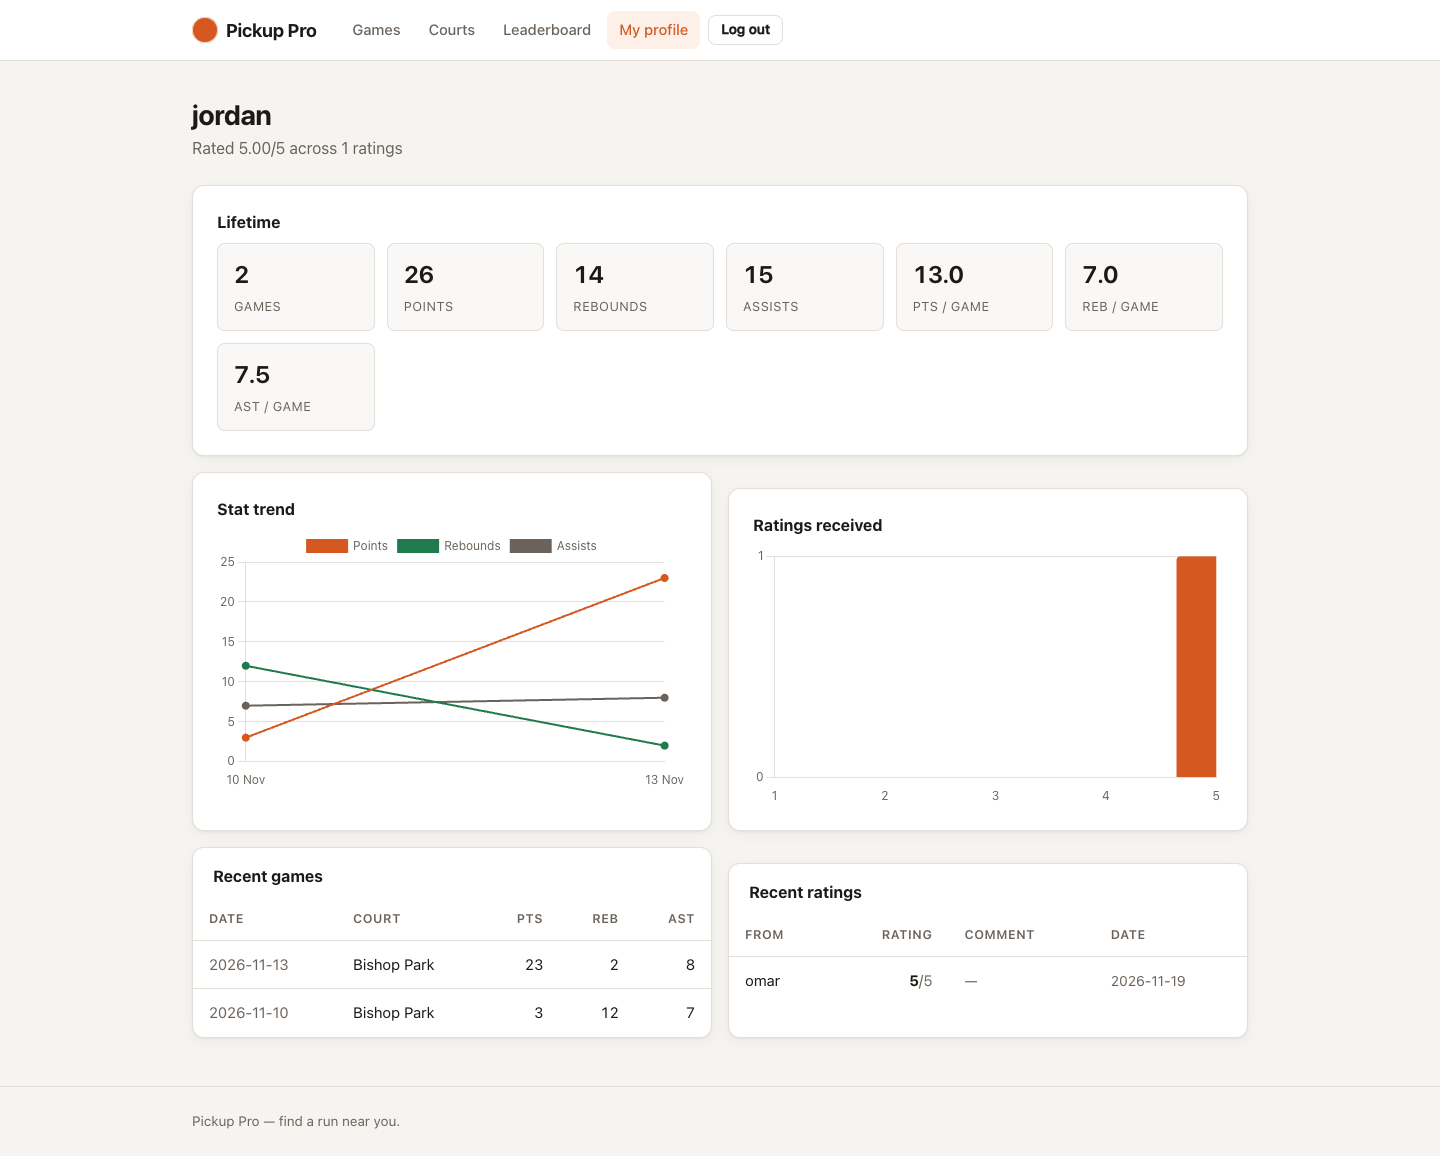 Pickup Pro Games Courts Leaderboard My profile Log out
jordan
Rated 5.00/5 across 1 ratings
Lifetime
2 26 14 15 13.0 7.0
GAMES POINTS REBOUNDS ASSISTS PTS / GAME REB / GAME
7.5
AST / GAME
Stat trend
Points Rebounds Assists
25
20
15
10
5
0
10 Nov 13 Nov
Ratings received
1
0
1 2 3 4 5
Recent games
DATE COURT PTS REB AST
2026-11-13 Bishop Park 23 2 8
2026-11-10 Bishop Park 3 12 7
Recent ratings
FROM RATING COMMENT DATE
omar 5/5 — 2026-11-19
Pickup Pro — find a run near you.